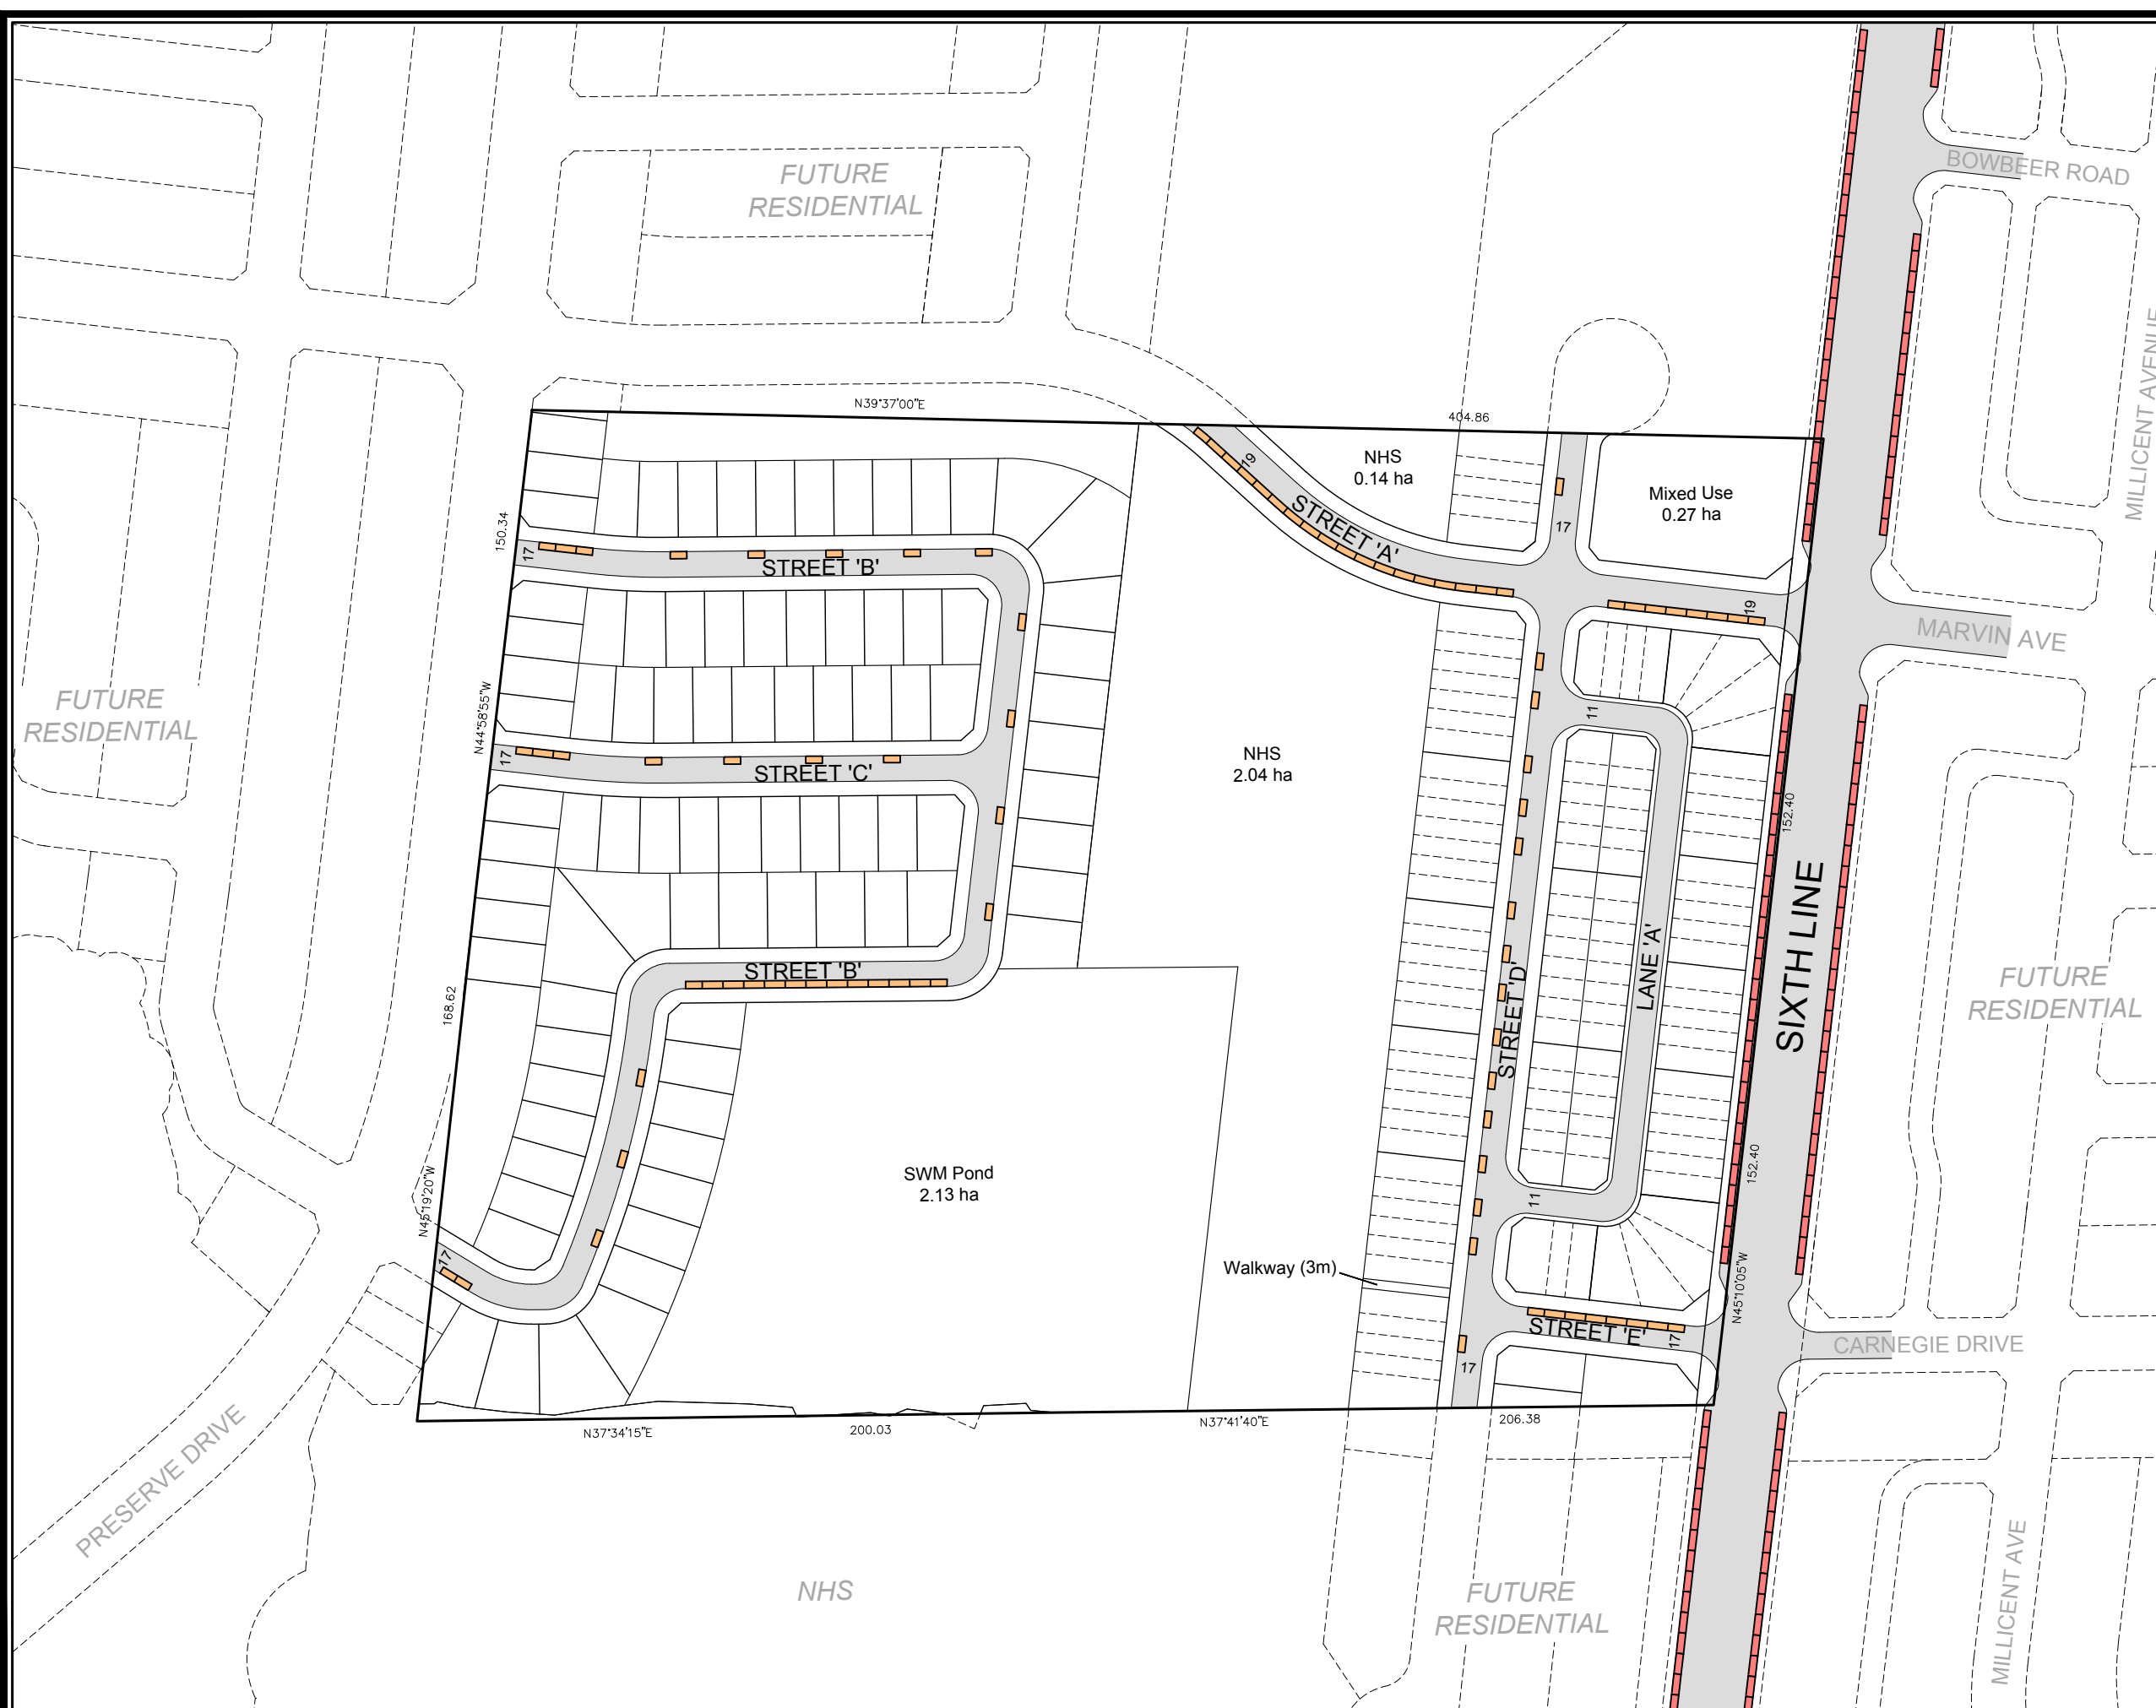 BOWBEER ROAD
FUTURE
RESIDENTIAL
MILLICENT AVENUE
N39°37'00"E
404.86
NHS
0.14 ha
19
STREET 'A'
17
Mixed Use
0.27 ha
150.34
17
STREET 'B'
19
MARVIN AVE
FUTURE
RESIDENTIAL
N44°58'55"W
11
17
STREET 'C'
NHS
2.04 ha
152.40
SIXTH LINE
STREET 'B'
LANE 'A'
STREET 'D'
FUTURE
RESIDENTIAL
168.62
SWM Pond
2.13 ha
152.40
11
N45°19'20"W
17
Walkway (3m)
N45°10'05"W
STREET 'E'
17
17
CARNEGIE DRIVE
N37°34'15"E
200.03
N37°41'40"E
206.38
PRESERVE DRIVE
NHS
FUTURE
RESIDENTIAL
MILLICENT AVE